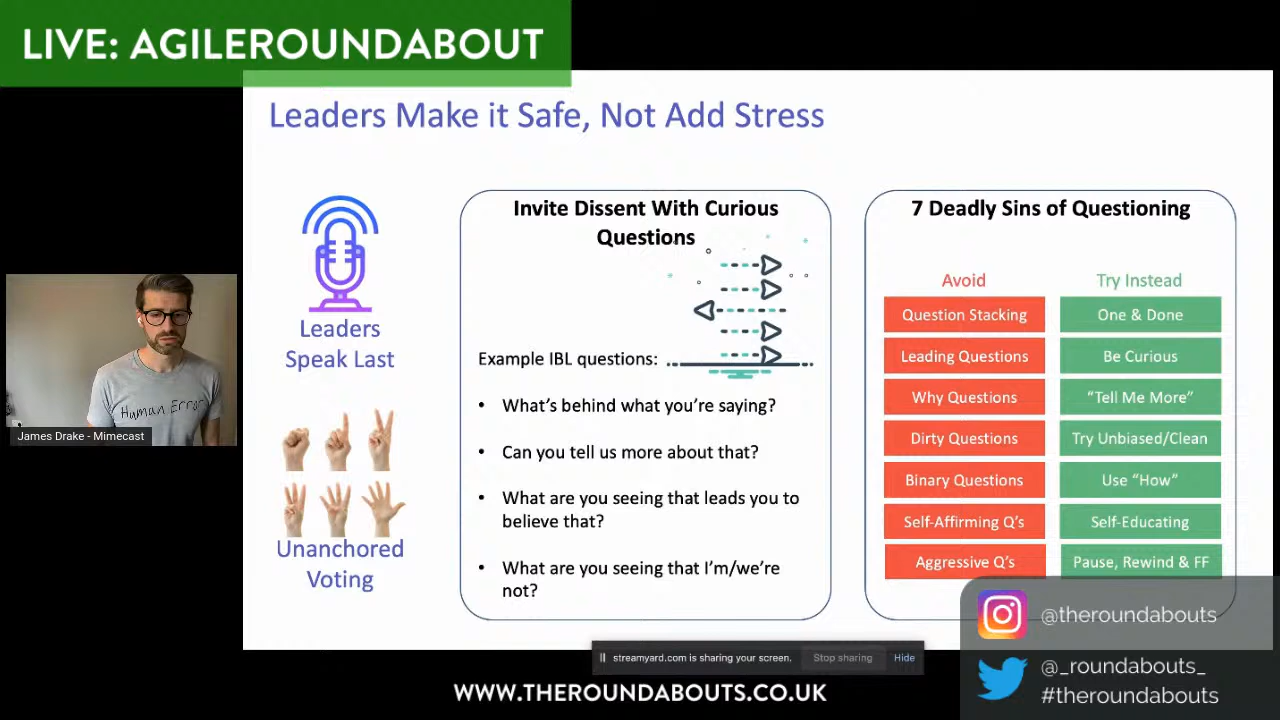 LIVE: AGILEROUNDABOUT
Leaders Make it Safe, Not Add Stress
Leaders
Speak Last
Unanchored
Voting
Invite Dissent With Curious
Questions
Example IBL questions:
• What's behind what you're saying?
• Can you tell us more about that?
• What are you seeing that leads you to
believe that?
• What are you seeing that I'm/we're
not?
7 Deadly Sins of Questioning
Avoid
Try Instead
Question Stacking
One & Done
Leading Questions
Be Curious
Why Questions
"Tell Me More"
Dirty Questions
Try Unbiased/Clean
Binary Questions
Use "How"
Self-Affirming Q's
Self-Educating
Aggressive Q's
Pause, Rewind & FF
Human Error
James Drake - Mimecast
streamyard.com is sharing your screen.
Stop sharing
Hide
@theroundabouts
@_roundabouts_
#theroundabouts
WWW.THEROUNDABOUTS.CO.UK